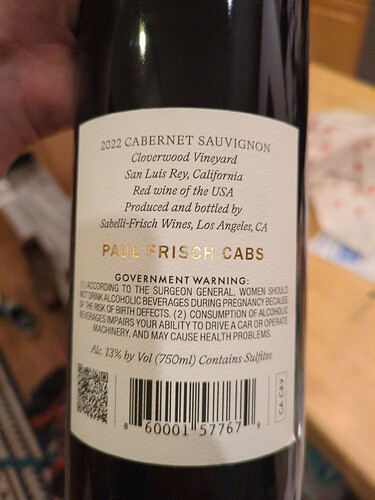 2022 CABERNET SAUVIGNON
Cloverwood Vineyard
San Luis Rey, California
Red wine of the USA
Produced and bottled by
Sabelli-Frisch Wines, Los Angeles, CA
PAUL FRISCH CABS
GOVERNMENT WARNING:
(1) ACCORDING TO THE SURGEON GENERAL, WOMEN SHOULD
NOT DRINK ALCOHOLIC BEVERAGES DURING PREGNANCY BECAUSE
OF THE RISK OF BIRTH DEFECTS. (2) CONSUMPTION OF ALCOHOLIC
BEVERAGES IMPAIRS YOUR ABILITY TO DRIVE A CAR OR OPERATE
MACHINERY, AND MAY CAUSE HEALTH PROBLEMS.
Alc. 13% by Vol (750ml) Contains Sulfites
CA CRV
8 60001 57767 9